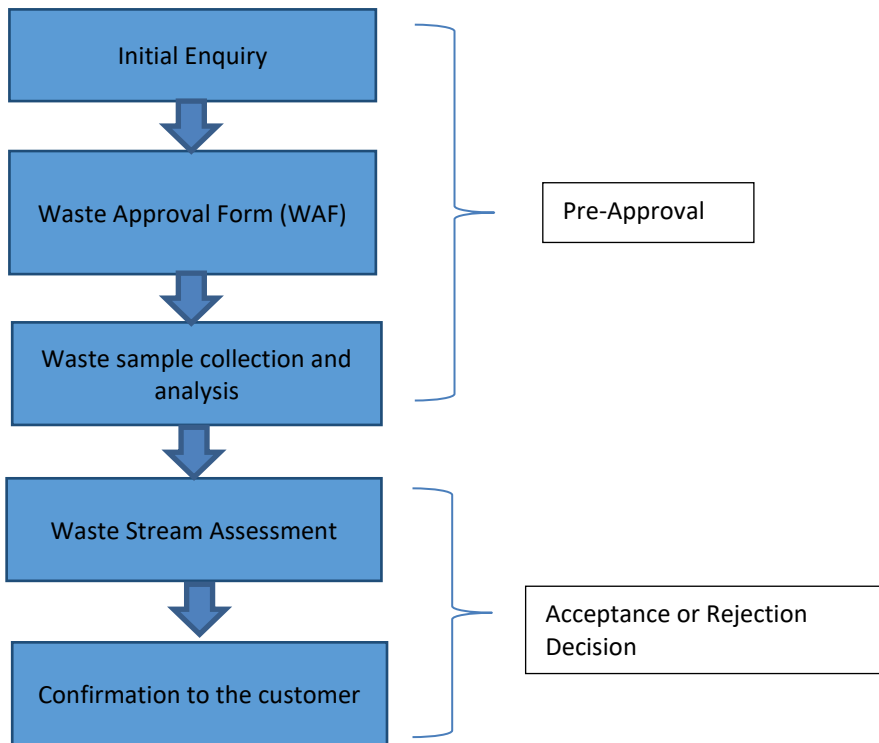 Initial Enquiry
Waste Approval Form (WAF)
Pre-Approval
Waste sample collection and
analysis
Waste Stream Assessment
Acceptance or Rejection
Decision
Confirmation to the customer